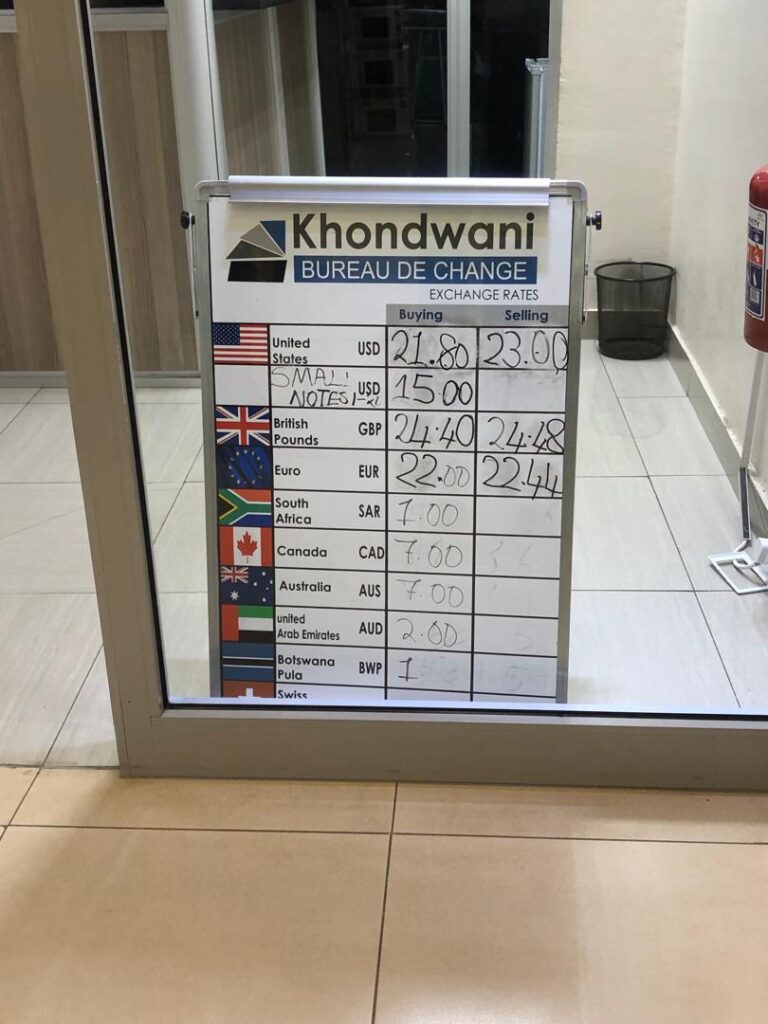 Khondwani
BUREAU DE CHANGE
EXCHANGE RATES
Buying Selling
United States USD 21.80 23.00
SMALL NOTES USD 15.00
British Pounds GBP 24.40 24.48
Euro EUR 22.00 22.44
South Africa SAR 1.00
Canada CAD 7.00
Australia AUS 7.00
united Arab Emirates AUD 2.00
Botswana Pula BWP 1
Swiss